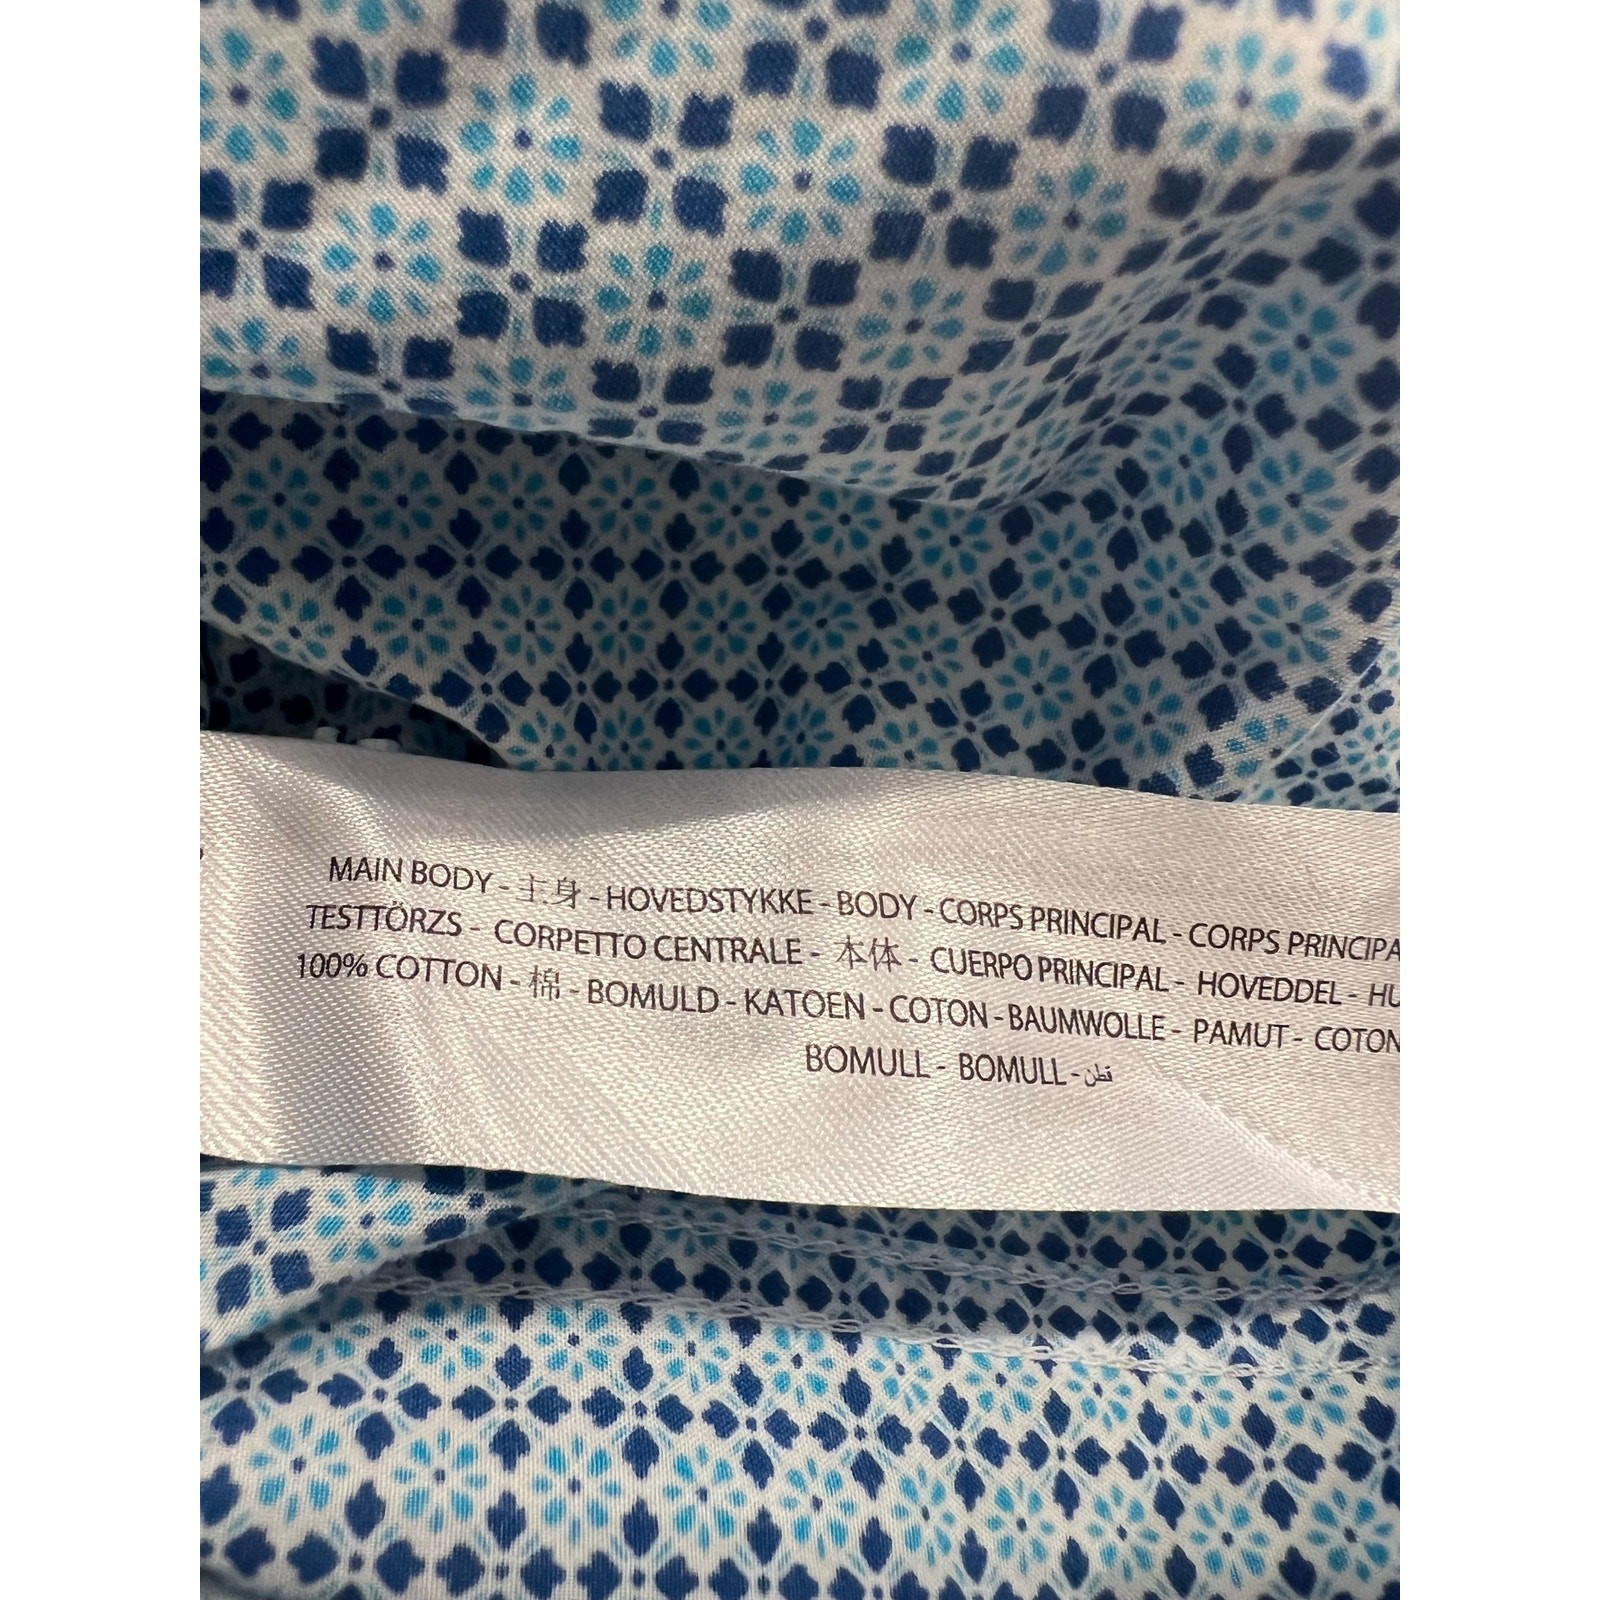 MAIN BODY - 主身 - HOVEDSTYKKE - BODY - CORPS PRINCIPAL - CORPS PRINCIPA
TESTTÖRZS - CORPETTO CENTRALE - 本体 - CUERPO PRINCIPAL - HOVEDDEL - HU
100% COTTON - 棉 - BOMULD - KATOEN - COTON - BAUMWOLLE - PAMUT - COTON
BOMULL - BOMULL - قطن